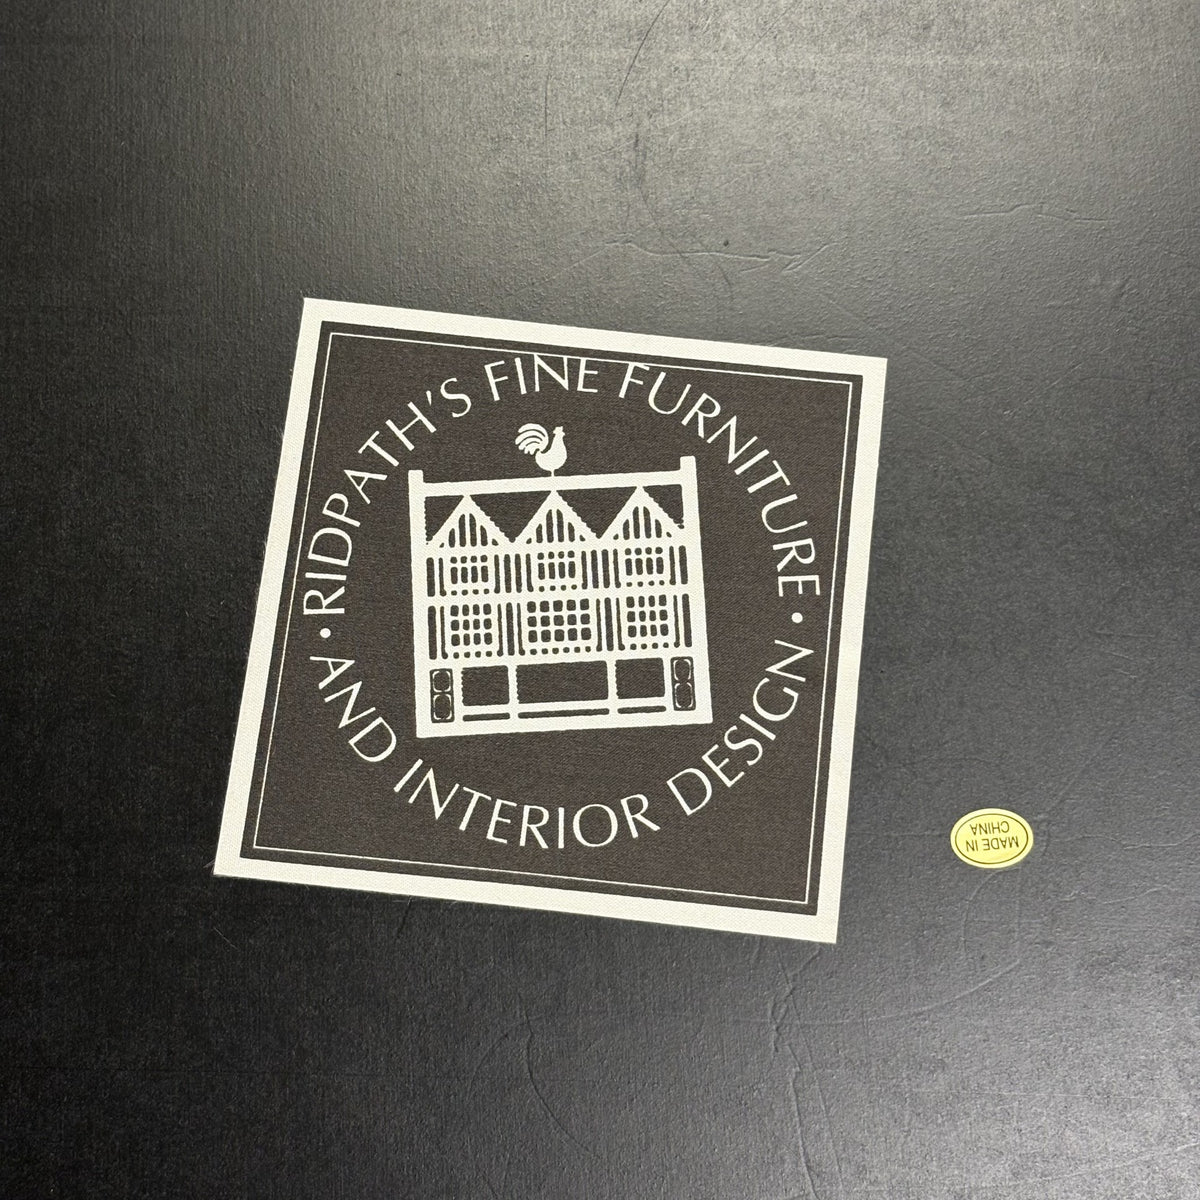 · RIDPATH'S FINE FURNITURE ·
AND INTERIOR DESIGN
MADE IN
CHINA